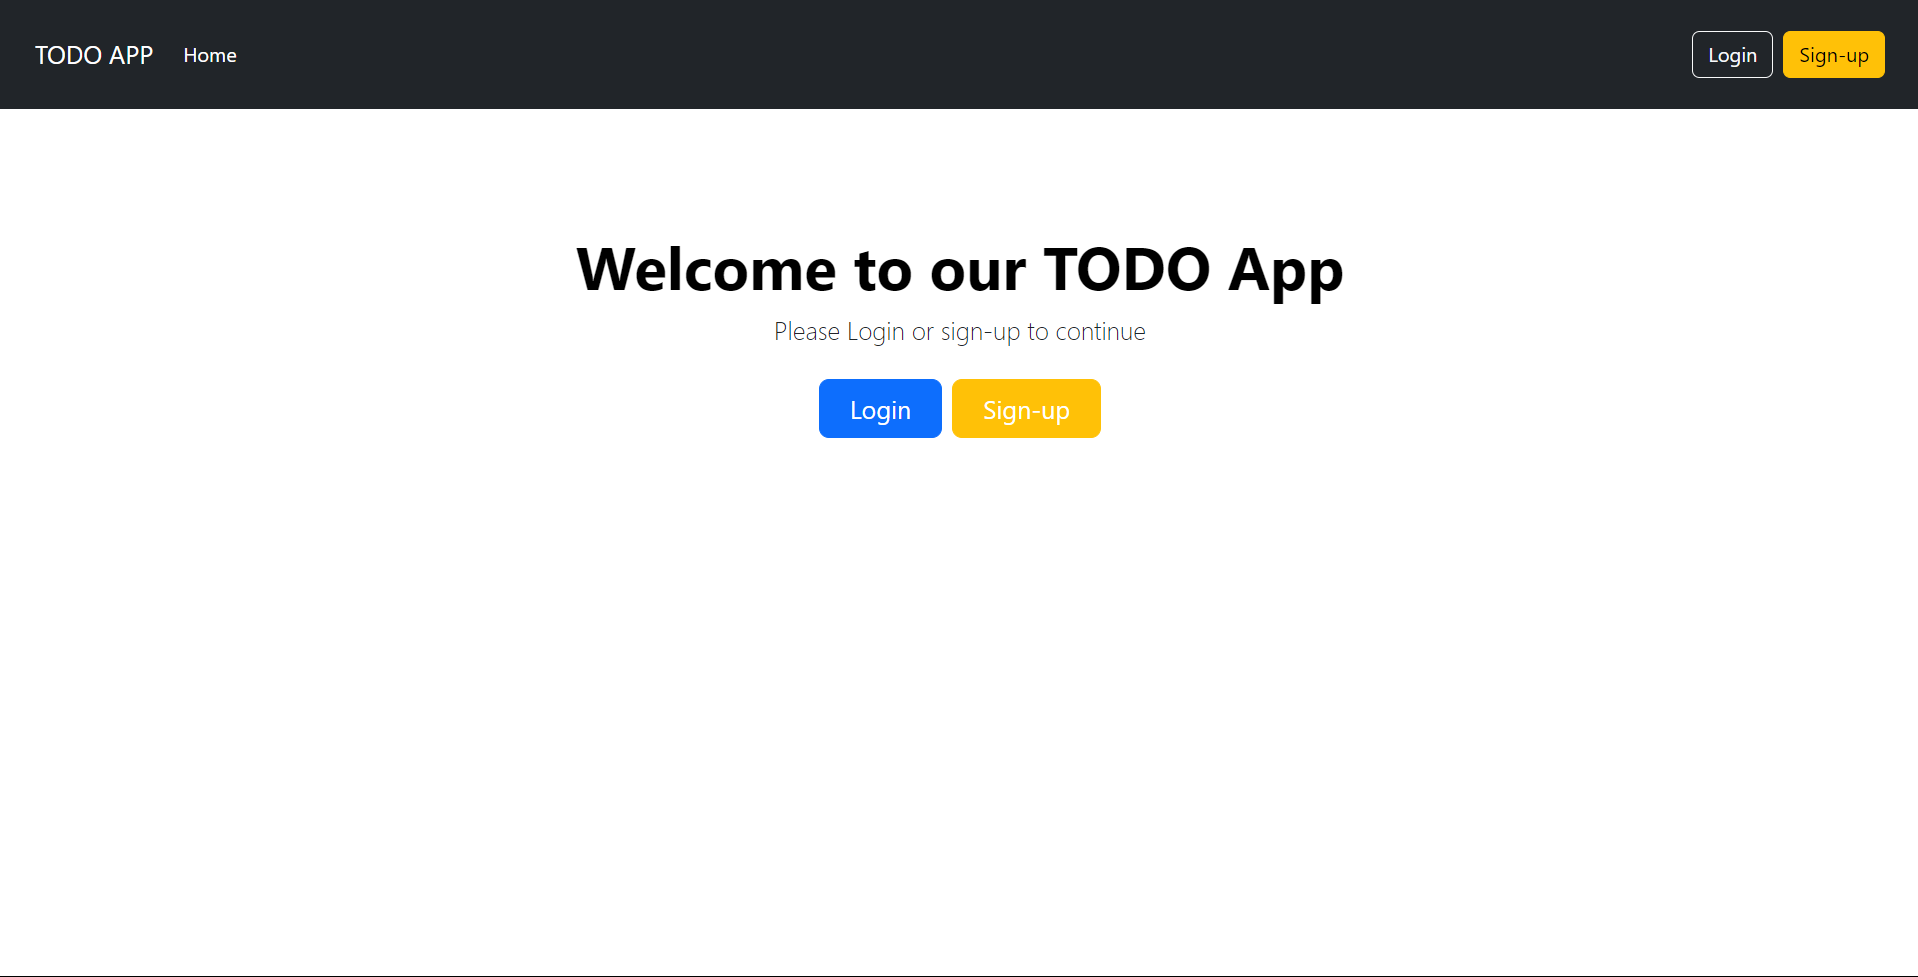 TODO APP Home Login Sign-up
Welcome to our TODO App
Please Login or sign-up to continue
Login Sign-up